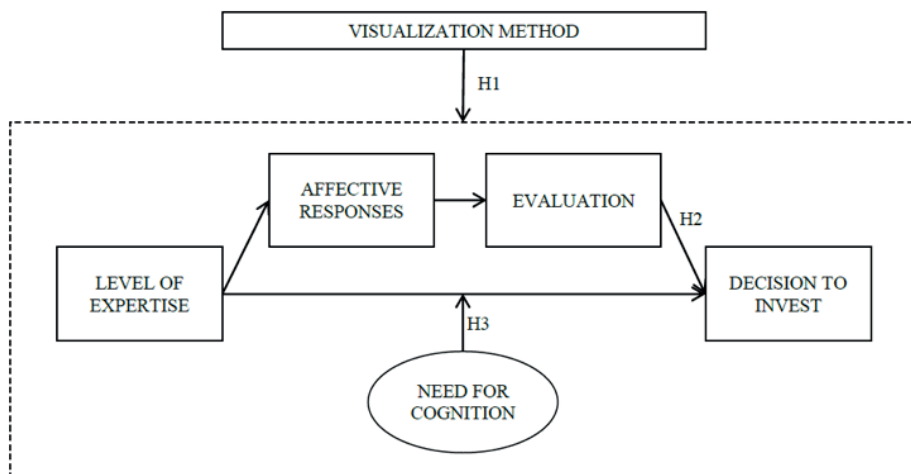 VISUALIZATION METHOD
H1
AFFECTIVE
RESPONSES
EVALUATION
H2
LEVEL OF
EXPERTISE
DECISION TO
INVEST
H3
NEED FOR
COGNITION